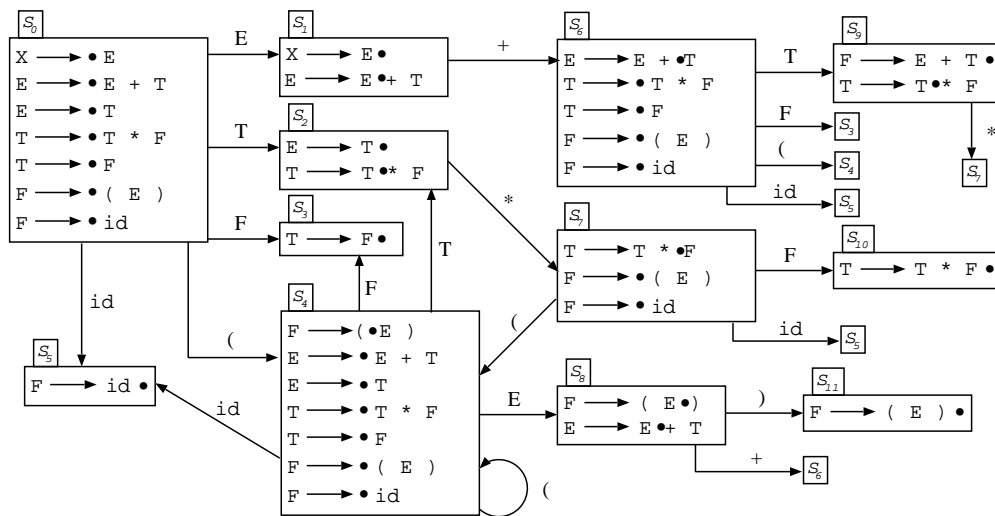 S0
X → • E
E → • E + T
E → • T
T → • T * F
T → • F
F → • ( E )
F → • id
E
S1
X → E •
E → E • + T
+
S6
E → E + • T
T → • T * F
T → • F
F → • ( E )
F → • id
T
S9
F → E + T •
T → T • * F
*
S7
F
S3
(
S4
id
S5
T
S2
E → T •
T → T • * F
*
F
S3
T → F •
S7
T → T * • F
F → • ( E )
F → • id
F
S10
T → T * F •
id
S5
(
id
S5
F → id •
(
id
F
T
S4
F → ( • E )
E → • E + T
E → • T
T → • T * F
T → • F
F → • ( E )
F → • id
(
E
S8
F → ( E • )
E → E • + T
)
S11
F → ( E ) •
+
S6